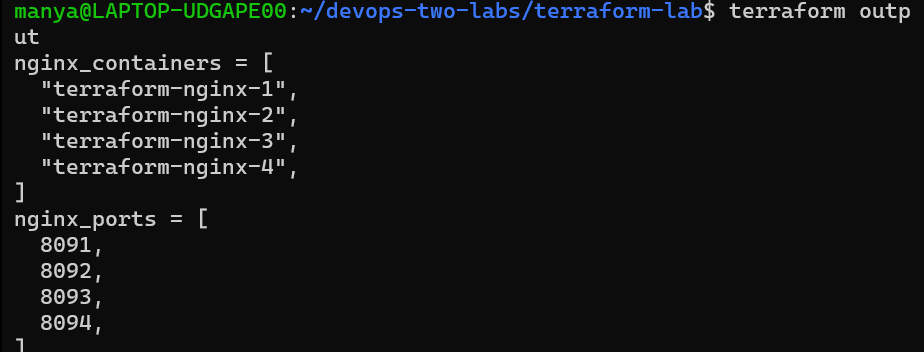 manya@LAPTOP-UDGAPE00:~/devops-two-labs/terraform-lab$ terraform outp
ut
nginx_containers = [
  "terraform-nginx-1",
  "terraform-nginx-2",
  "terraform-nginx-3",
  "terraform-nginx-4",
]
nginx_ports = [
  8091,
  8092,
  8093,
  8094,
]